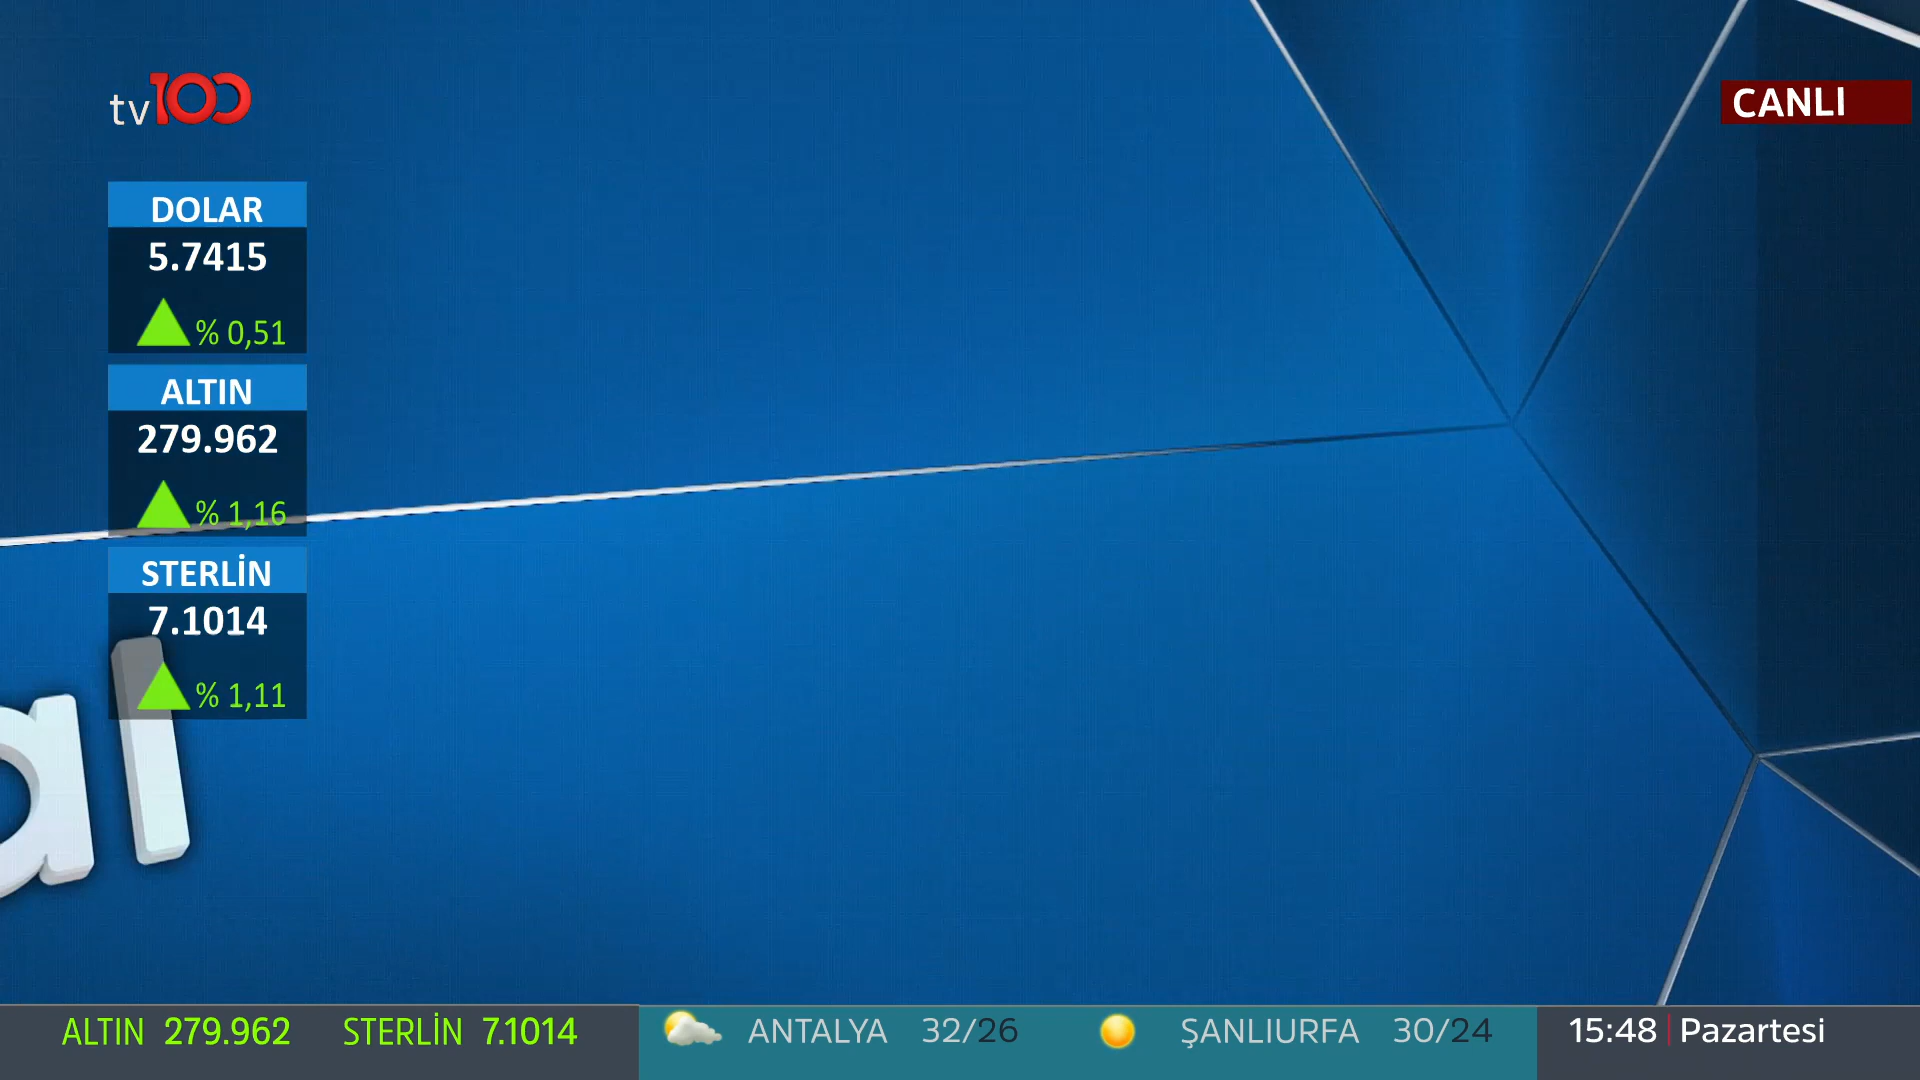 tv100
CANLI
DOLAR
5.7415
% 0,51
ALTIN
279.962
% 1,16
STERLİN
7.1014
% 1,11
al
ALTIN 279.962 STERLİN 7.1014 ANTALYA 32/26 ŞANLIURFA 30/24 15:48 Pazartesi